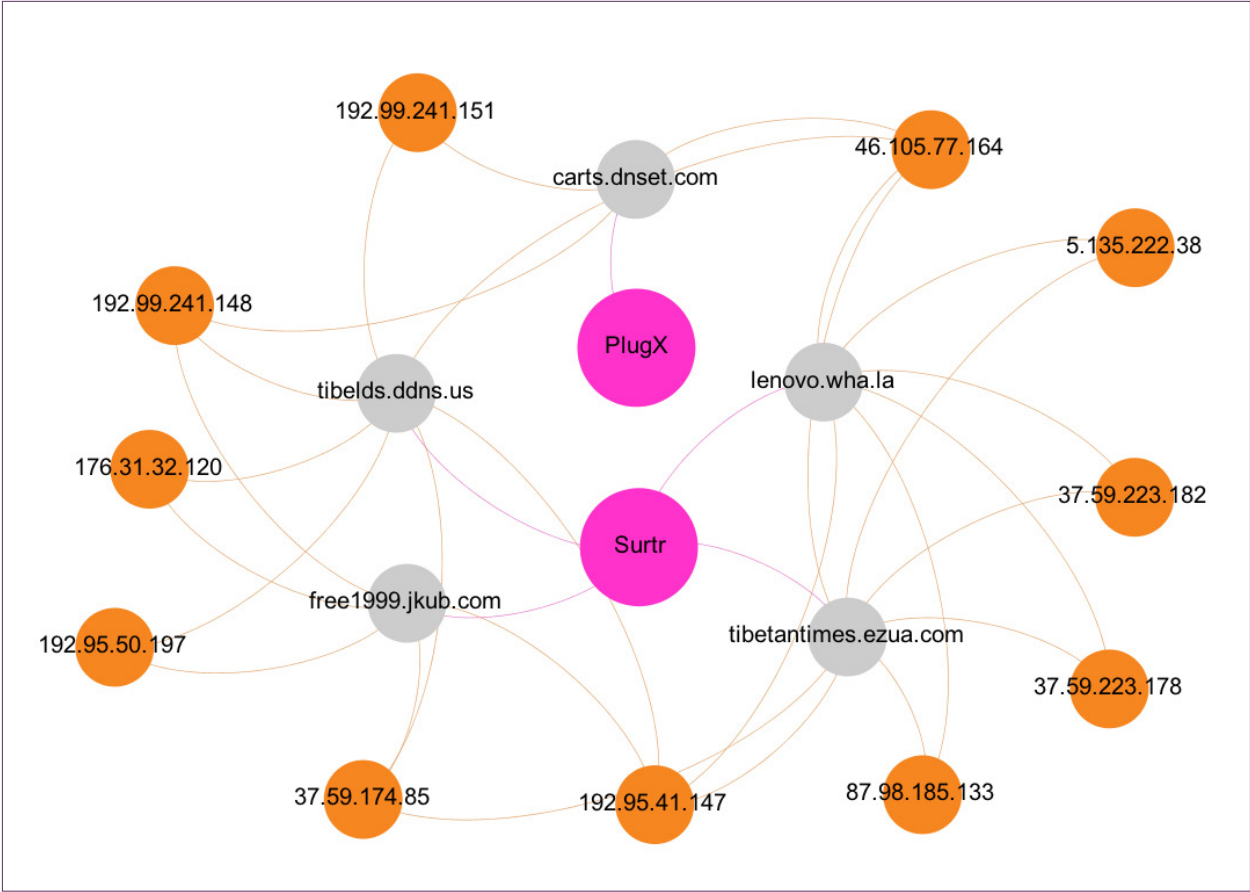 192.99.241.151
46.105.77.164
carts.dnset.com
5.135.222.38
192.99.241.148
PlugX
lenovo.wha.la
tibelds.ddns.us
176.31.32.120
37.59.223.182
Surtr
free1999.jkub.com
tibetantimes.ezua.com
192.95.50.197
37.59.223.178
87.98.185.133
37.59.174.85
192.95.41.147